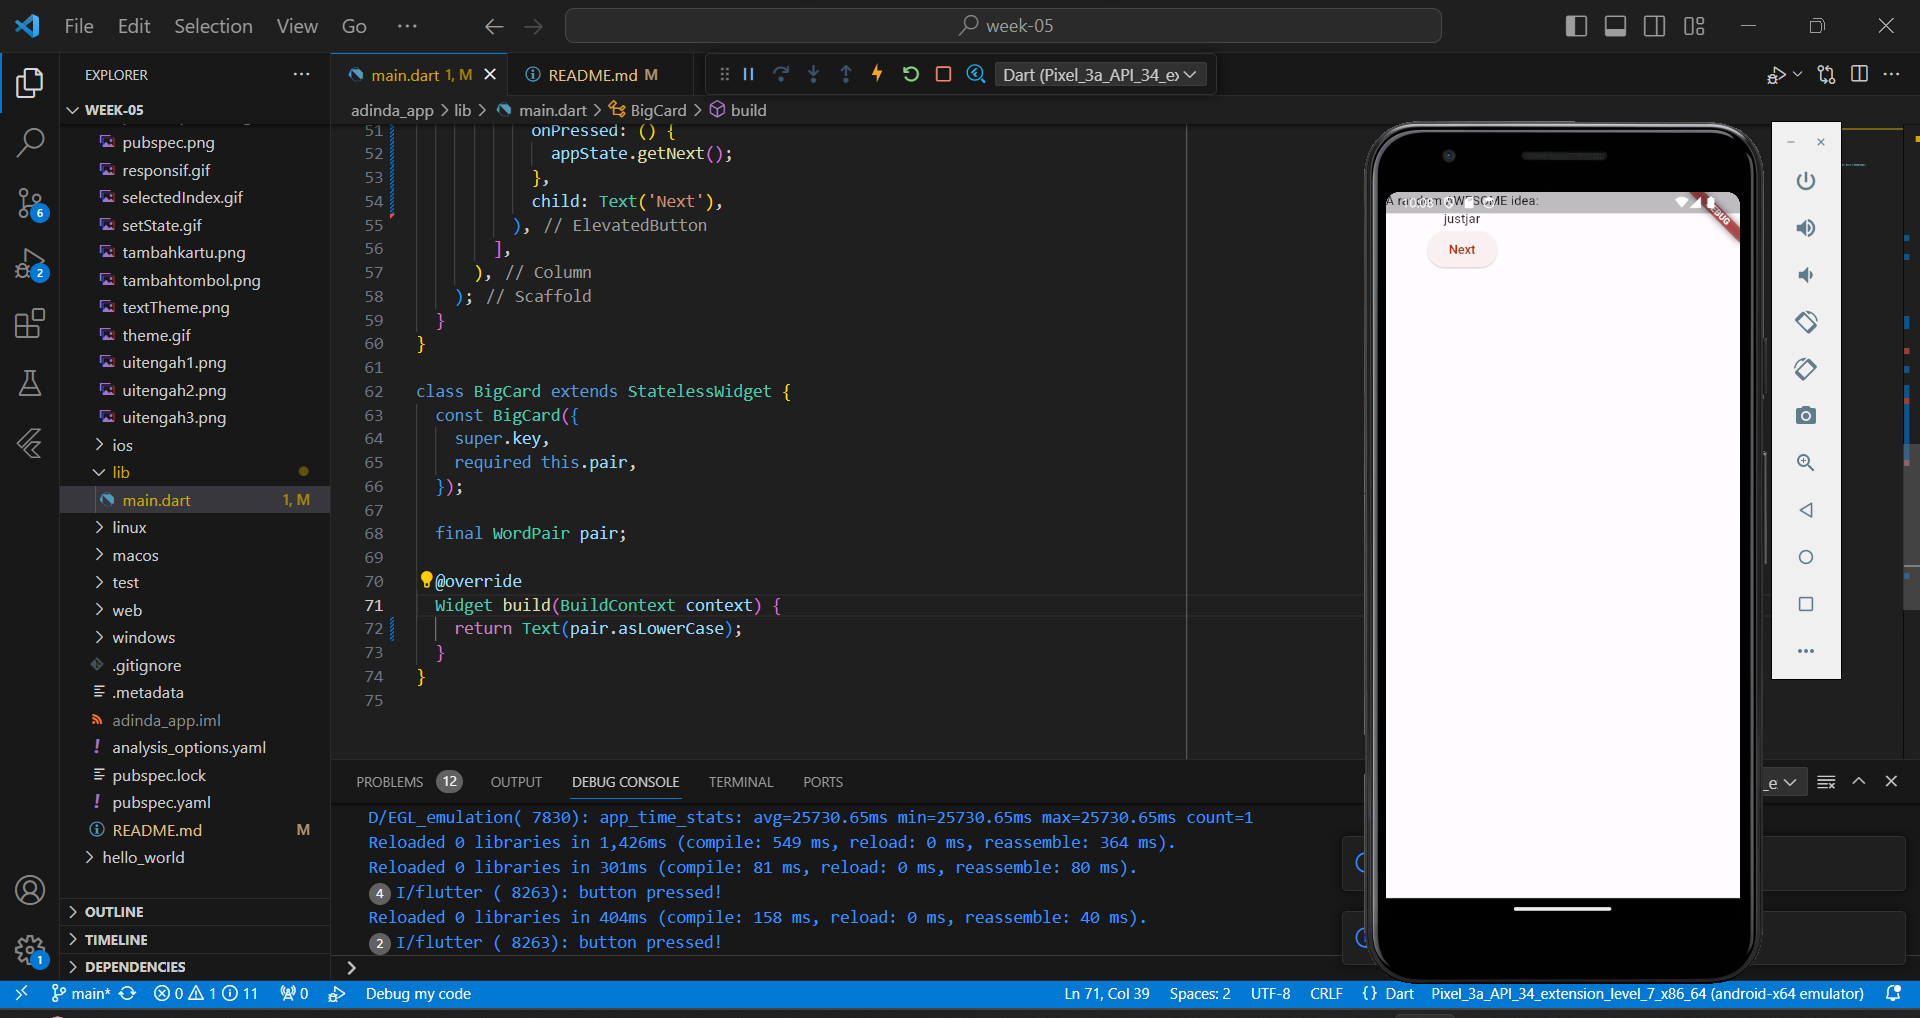 File Edit Selection View Go ··· week-05
EXPLORER ···
WEEK-05
pubspec.png
responsif.gif
selectedIndex.gif
setState.gif
tambahkartu.png
tambahtombol.png
textTheme.png
theme.gif
uitengah1.png
uitengah2.png
uitengah3.png
ios
lib
main.dart 1, M
linux
macos
test
web
windows
.gitignore
.metadata
adinda_app.iml
analysis_options.yaml
pubspec.lock
pubspec.yaml
README.md M
hello_world
OUTLINE
TIMELINE
DEPENDENCIES
6
2
1
main.dart 1, M README.md M Dart (Pixel_3a_API_34_e
adinda_app > lib > main.dart > BigCard > build
51 onPressed: () {
52 appState.getNext();
53 },
54 child: Text('Next'),
55 ), // ElevatedButton
56 ],
57 ), // Column
58 ); // Scaffold
59 }
60 }
61
62 class BigCard extends StatelessWidget {
63 const BigCard({
64 super.key,
65 required this.pair,
66 });
67
68 final WordPair pair;
69
70 @override
71 Widget build(BuildContext context) {
72 return Text(pair.asLowerCase);
73 }
74 }
75
A random AWESOME idea:
justjar
Next
DEBUG
PROBLEMS 12 OUTPUT DEBUG CONSOLE TERMINAL PORTS
_e
D/EGL_emulation( 7830): app_time_stats: avg=25730.65ms min=25730.65ms max=25730.65ms count=1
Reloaded 0 libraries in 1,426ms (compile: 549 ms, reload: 0 ms, reassemble: 364 ms).
Reloaded 0 libraries in 301ms (compile: 81 ms, reload: 0 ms, reassemble: 80 ms).
4 I/flutter ( 8263): button pressed!
Reloaded 0 libraries in 404ms (compile: 158 ms, reload: 0 ms, reassemble: 40 ms).
2 I/flutter ( 8263): button pressed!
main* 0 1 11 0 Debug my code Ln 71, Col 39 Spaces: 2 UTF-8 CRLF {} Dart Pixel_3a_API_34_extension_level_7_x86_64 (android-x64 emulator)